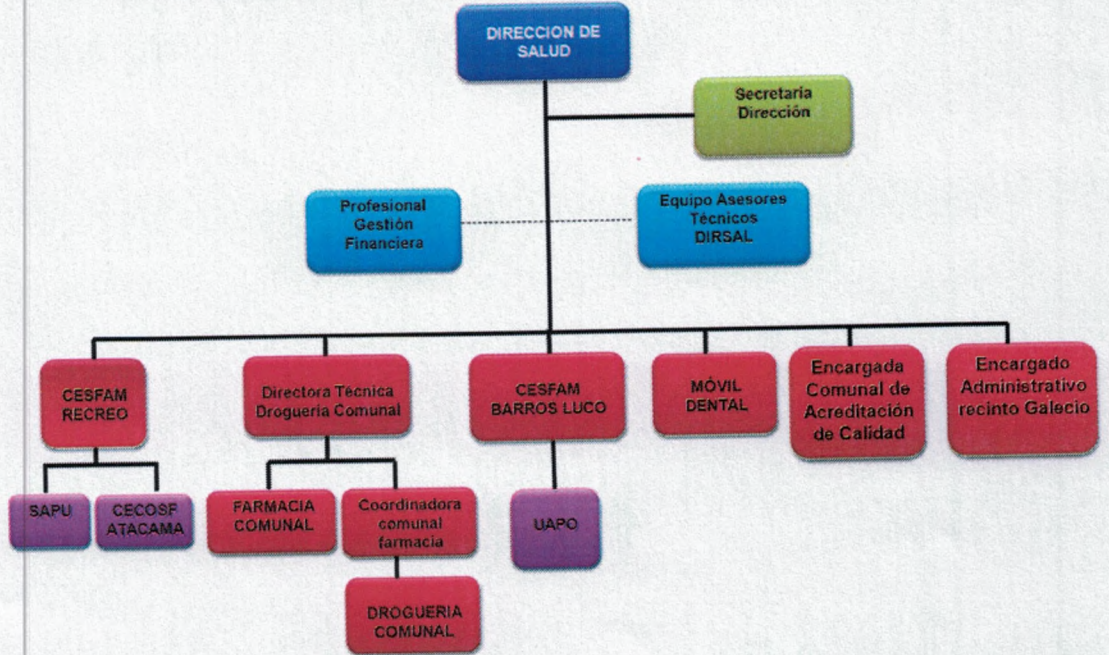 DIRECCION DE
SALUD
Secretaria
Dirección
Profesional
Gestión
Financiera
Equipo Asesores
Técnicos
DIRSAL
CESFAM
RECREO
Directora Técnica
Drogueria Comunal
CESFAM
BARROS LUCO
MÓVIL
DENTAL
Encargada
Comunal de
Acreditación
de Calidad
Encargado
Administrativo
recinto Galecio
SAPU
CECOSF
ATACAMA
FARMACIA
COMUNAL
Coordinadora
comunal
farmacia
UAPO
DROGUERIA
COMUNAL